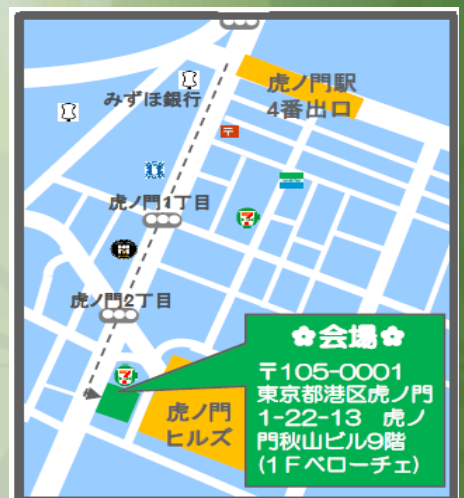 虎ノ門駅
4番出口
みずほ銀行
〒
虎ノ門1丁目
7
虎ノ門2丁目
7
虎ノ門
ヒルズ
✿会場✿
〒105-0001
東京都港区虎ノ門
1-22-13 虎ノ
門秋山ビル9階
(1Fベローチェ)